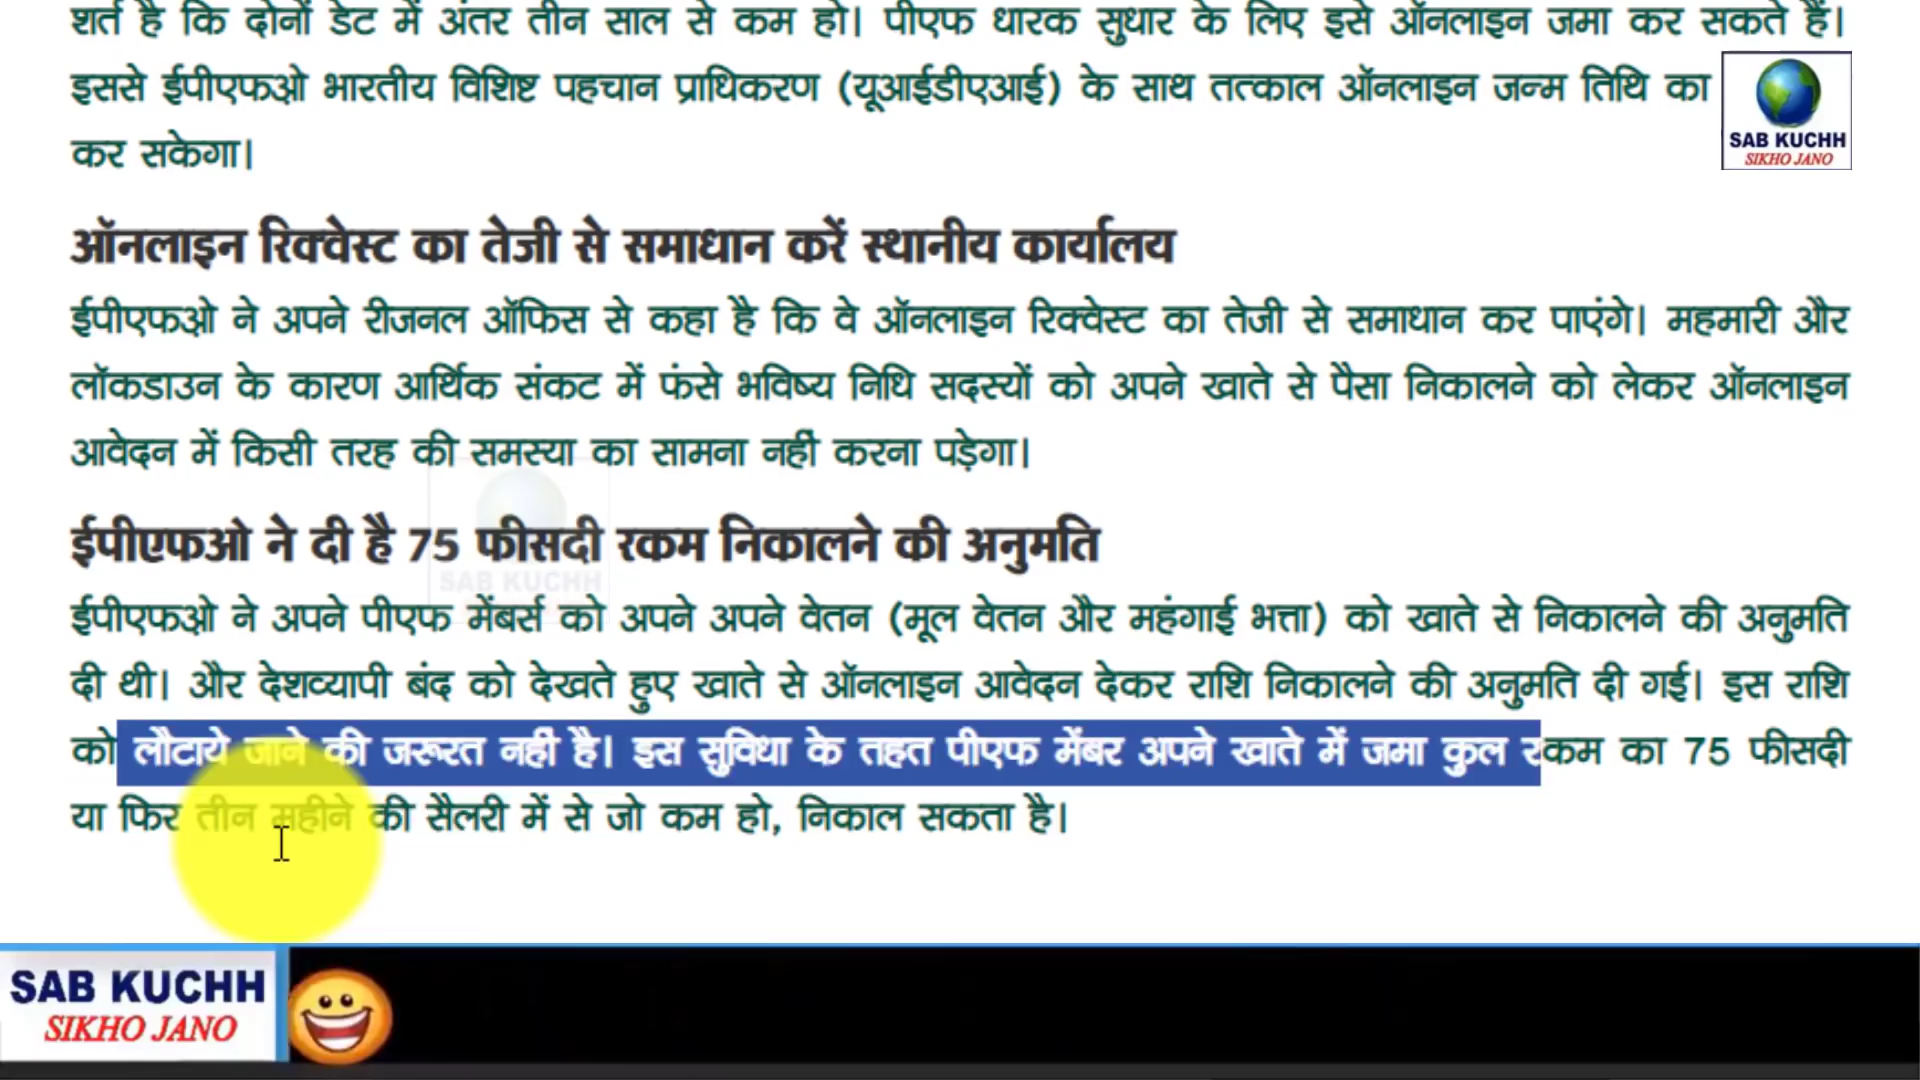 शर्त है कि दोनों डेट में अंतर तीन साल से कम हो। पीएफ धारक सुधार के लिए इसे ऑनलाइन जमा कर सकते हैं।
इससे ईपीएफओ भारतीय विशिष्ट पहचान प्राधिकरण (यूआईडीएआई) के साथ तत्काल ऑनलाइन जन्म तिथि का
कर सकेगा।
SAB KUCHH
SIKHO JANO
ऑनलाइन रिक्वेस्ट का तेजी से समाधान करें स्थानीय कार्यालय
ईपीएफओ ने अपने रीजनल ऑफिस से कहा है कि वे ऑनलाइन रिक्वेस्ट का तेजी से समाधान कर पाएंगे। महमारी और
लॉकडाउन के कारण आर्थिक संकट में फंसे भविष्य निधि सदस्यों को अपने खाते से पैसा निकालने को लेकर ऑनलाइन
आवेदन में किसी तरह की समस्या का सामना नहीं करना पड़ेगा।
ईपीएफओ ने दी है 75 फीसदी रकम निकालने की अनुमति
SAB KUCHH
ईपीएफओ ने अपने पीएफ मेंबर्स को अपने अपने वेतन (मूल वेतन और महंगाई भत्ता) को खाते से निकालने की अनुमति
दी थी। और देशव्यापी बंद को देखते हुए खाते से ऑनलाइन आवेदन देकर राशि निकालने की अनुमति दी गई। इस राशि
को लौटाये जाने की जरूरत नहीं है। इस सुविधा के तहत पीएफ मेंबर अपने खाते में जमा कुल रकम का 75 फीसदी
या फिर तीन महीने की सैलरी में से जो कम हो, निकाल सकता है।
SAB KUCHH
SIKHO JANO